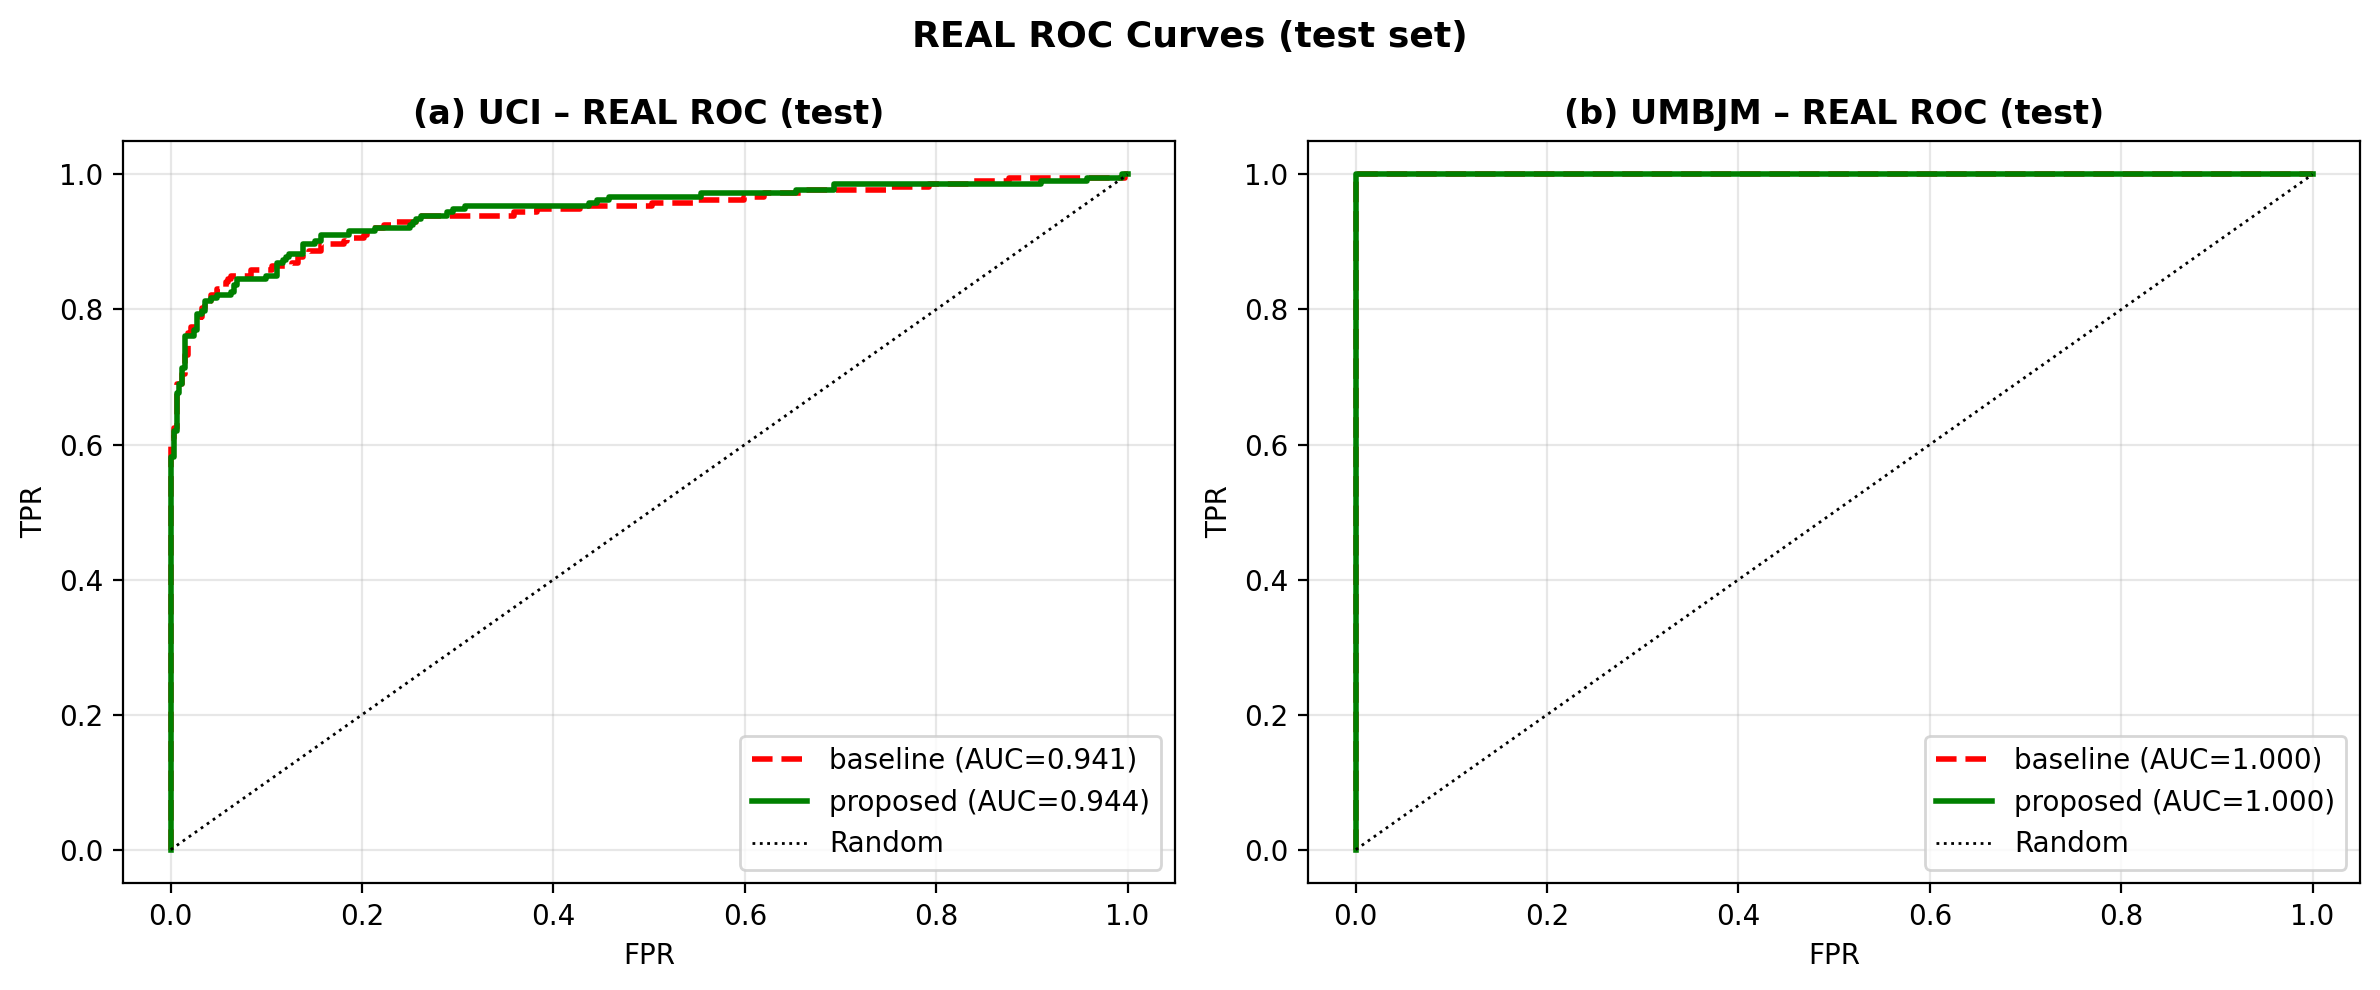 REAL ROC Curves (test set)
(a) UCI – REAL ROC (test)
TPR
1.0
0.8
0.6
0.4
0.2
0.0
0.0 0.2 0.4 0.6 0.8 1.0
FPR
baseline (AUC=0.941)
proposed (AUC=0.944)
Random
(b) UMBJM – REAL ROC (test)
TPR
1.0
0.8
0.6
0.4
0.2
0.0
0.0 0.2 0.4 0.6 0.8 1.0
FPR
baseline (AUC=1.000)
proposed (AUC=1.000)
Random